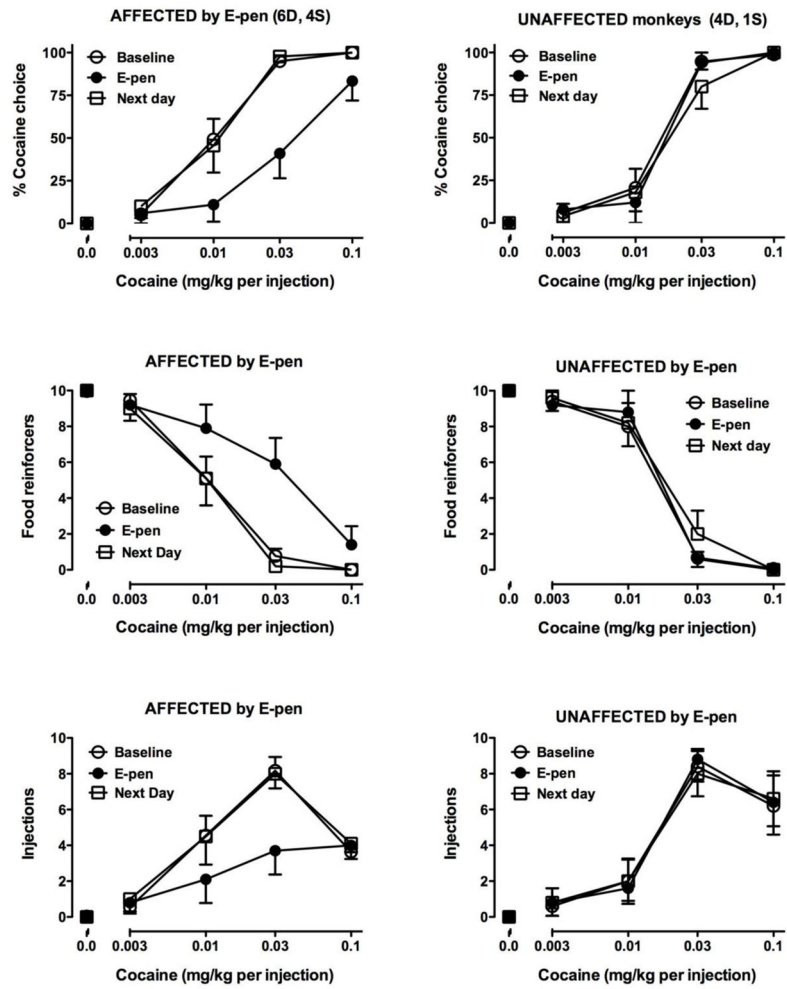 AFFECTED by E-pen (6D, 4S)
% Cocaine choice
100
75
50
25
0
Baseline
E-pen
Next day
0.0 0.003 0.01 0.03 0.1
Cocaine (mg/kg per injection)
UNAFFECTED monkeys (4D, 1S)
% Cocaine choice
100
75
50
25
0
Baseline
E-pen
Next day
0.0 0.003 0.01 0.03 0.1
Cocaine (mg/kg per injection)
AFFECTED by E-pen
Food reinforcers
10
8
6
4
2
0
Baseline
E-pen
Next Day
0.0 0.003 0.01 0.03 0.1
Cocaine (mg/kg per injection)
UNAFFECTED by E-pen
Food reinforcers
10
8
6
4
2
0
Baseline
E-pen
Next day
0.0 0.003 0.01 0.03 0.1
Cocaine (mg/kg per injection)
AFFECTED by E-pen
Injections
10
8
6
4
2
0
Baseline
E-pen
Next Day
0.0 0.003 0.01 0.03 0.1
Cocaine (mg/kg per injection)
UNAFFECTED by E-pen
Injections
10
8
6
4
2
0
Baseline
E-pen
Next day
0.0 0.003 0.01 0.03 0.1
Cocaine (mg/kg per injection)